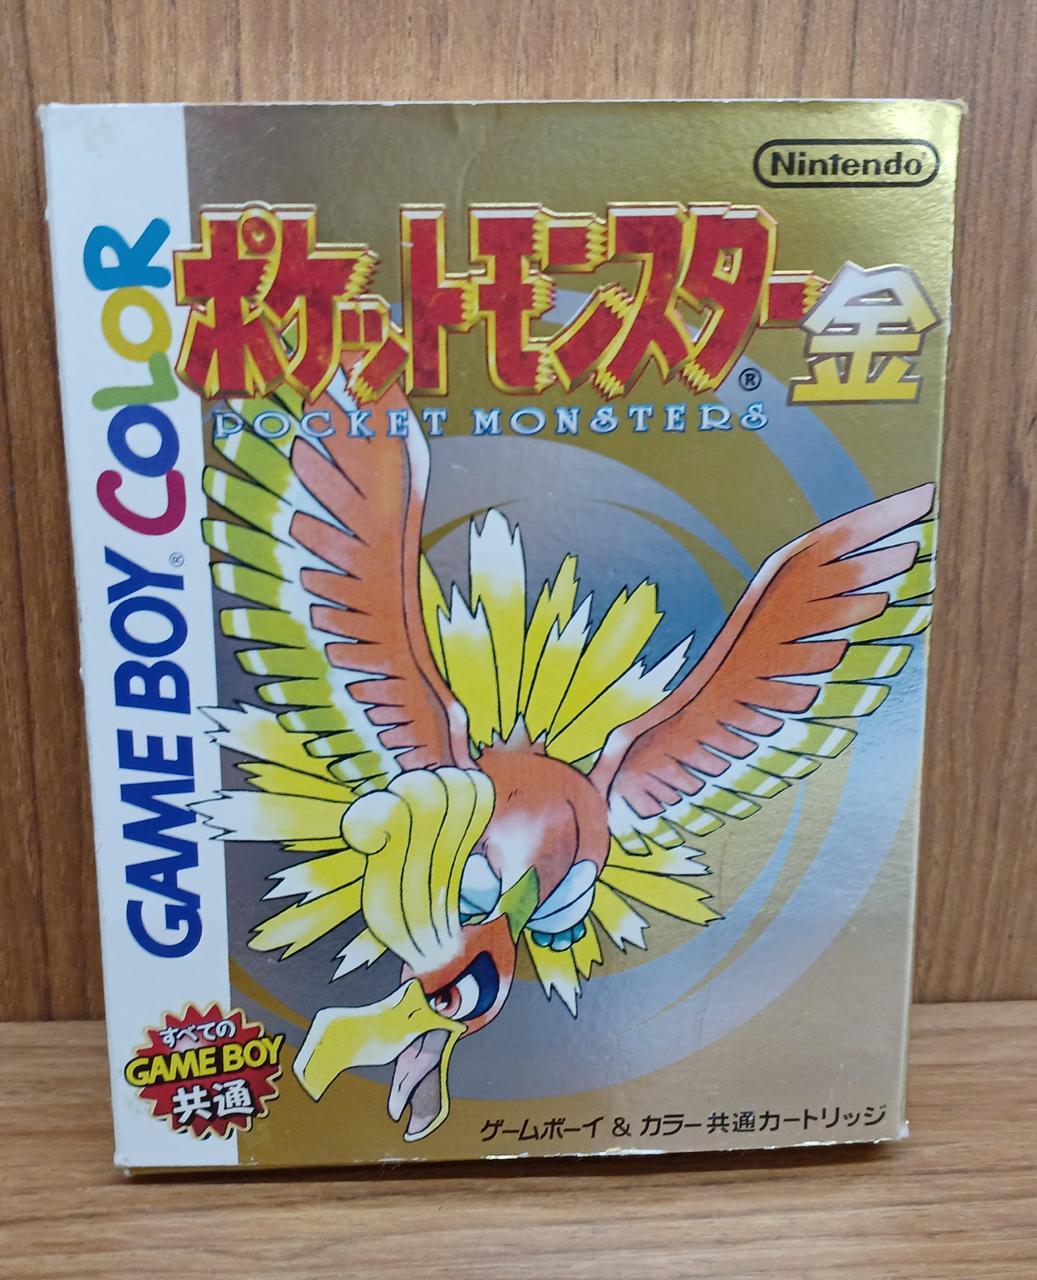 Nintendo
ポケットモンスター金
®
POCKET MONSTERS
GAME BOY® COLOR
すべての
GAME BOY
共通
ゲームボーイ & カラー共通カートリッジ